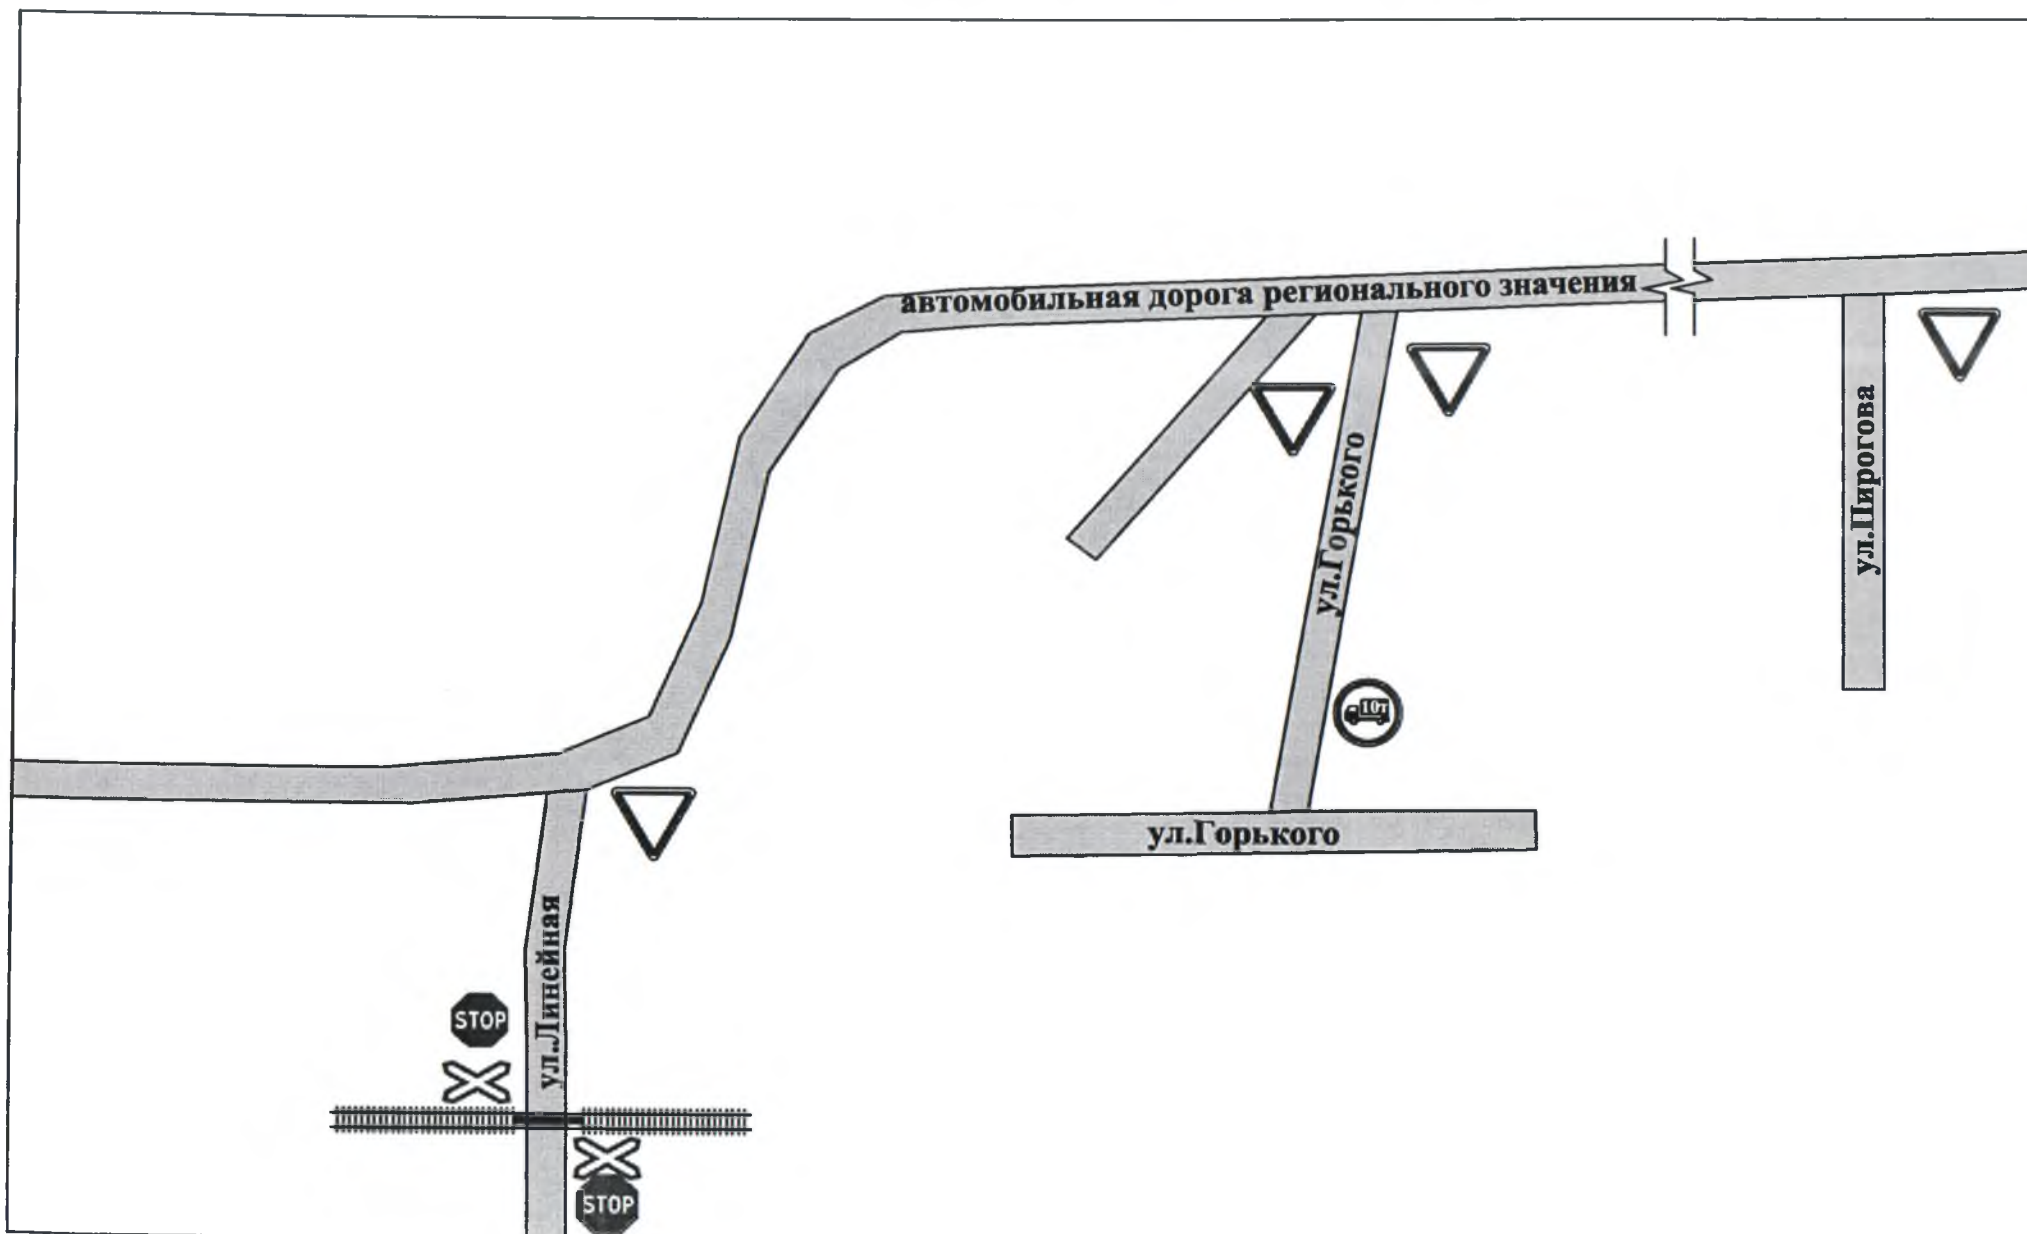 автомобильная дорога регионального значения
ул.Горького
ул.Пирогова
10т
ул.Горького
ул.Линейная
STOP
STOP